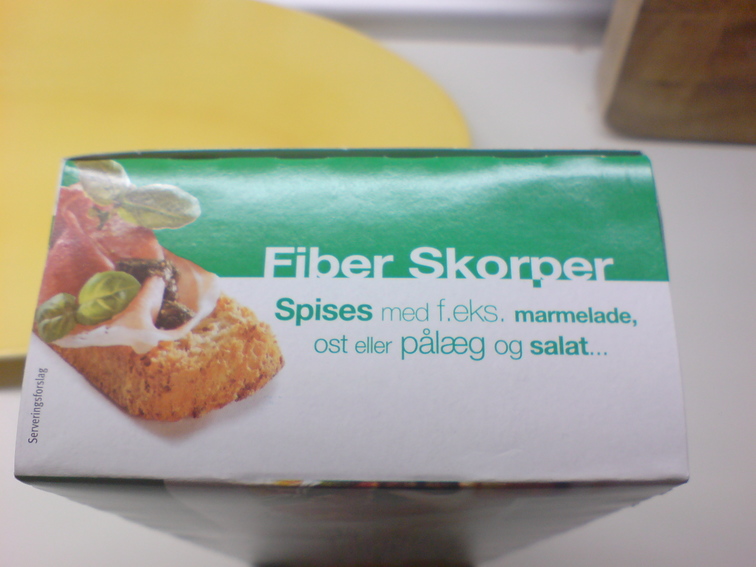 Fiber Skorper
Spises med f.eks. marmelade,
ost eller pålæg og salat...
Serveringsforslag